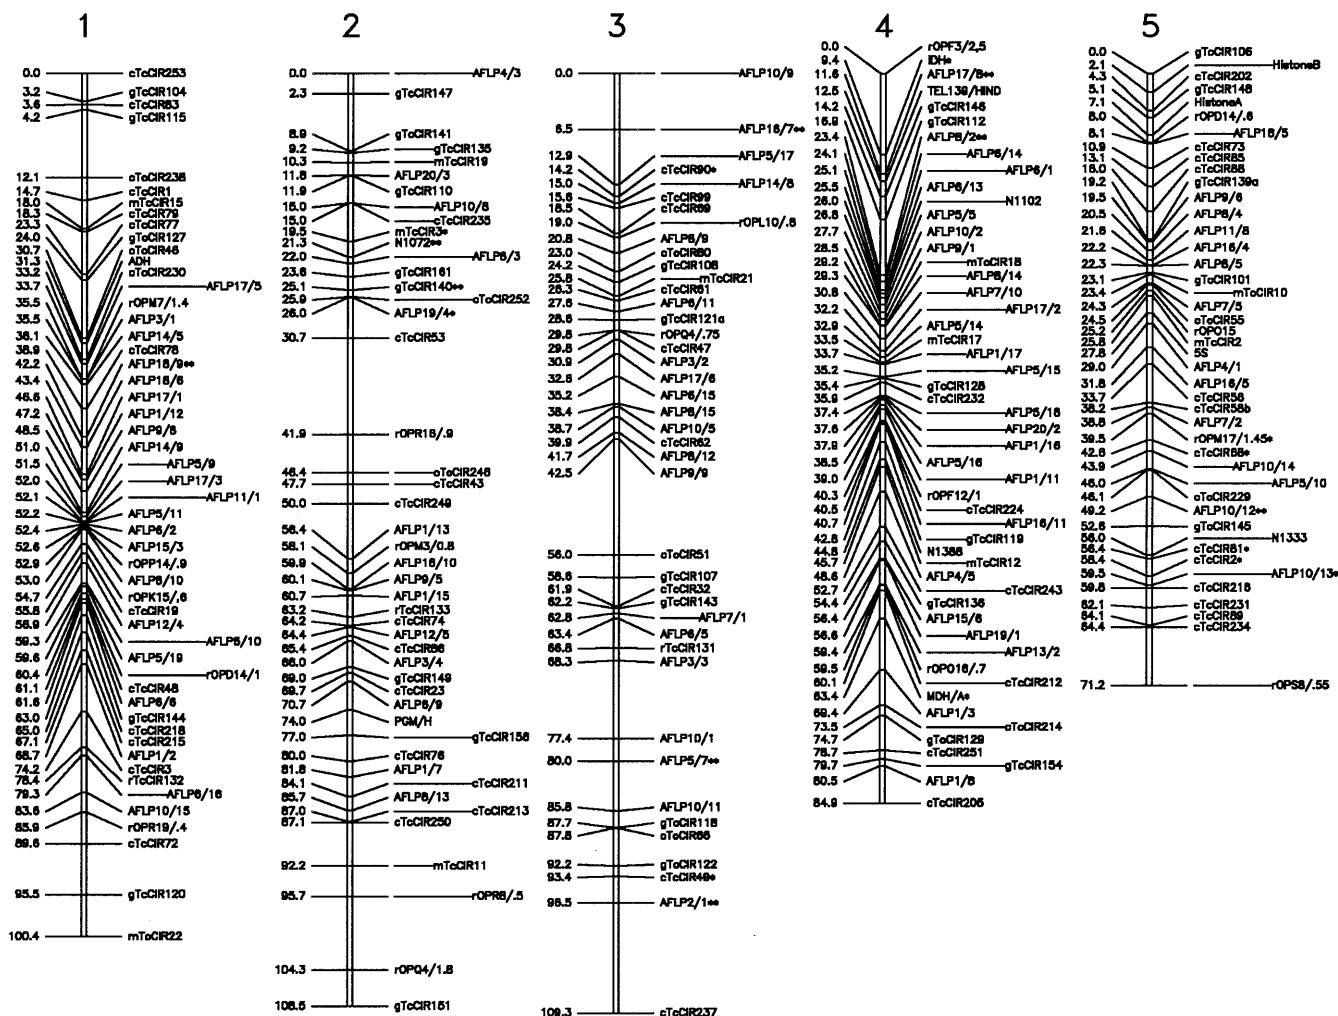 1
0.0 cTcCIR253
3.2 gTcCIR104
3.6 cTcCIR83
4.2 gTcCIR115
12.1 cTcCIR238
14.7 cTcCIR1
18.0 mTcCIR15
18.3 cTcCIR79
23.3 cTcCIR77
24.0 gTcCIR127
30.7 cTcCIR46
31.3 ADH
33.2 cTcCIR230
33.7 AFLP17/5
35.5 rOPM7/1.4
35.5 AFLP3/1
36.1 AFLP14/5
38.9 cTcCIR78
42.2 AFLP18/9**
43.4 AFLP18/6
46.6 AFLP17/1
47.2 AFLP1/12
48.5 AFLP9/8
51.0 AFLP14/9
51.5 AFLP5/9
52.0 AFLP17/3
52.1 AFLP11/1
52.2 AFLP5/11
52.4 AFLP6/2
52.6 AFLP15/3
52.9 rOPP14/.9
53.0 AFLP8/10
54.7 rOPK15/.6
55.8 cTcCIR19
56.9 AFLP12/4
59.3 AFLP6/10
59.6 AFLP5/19
60.4 rOPD14/1
61.1 cTcCIR48
61.6 AFLP6/6
63.0 gTcCIR144
65.0 cTcCIR218
67.1 cTcCIR215
68.7 AFLP1/2
74.2 cTcCIR3
78.4 rTcCIR132
79.3 AFLP8/16
83.6 AFLP10/15
85.9 rOPR19/.4
89.6 cTcCIR72
95.5 gTcCIR120
100.4 mTcCIR22
2
0.0 AFLP4/3
2.3 gTcCIR147
8.9 gTcCIR141
9.2 gTcCIR135
10.3 mTcCIR19
11.8 AFLP20/3
11.9 gTcCIR110
16.0 AFLP10/8
15.0 cTcCIR235
19.5 mTcCIR3*
21.3 N1072**
22.0 AFLP6/3
23.6 gTcCIR161
25.1 gTcCIR140**
25.9 cTcCIR252
26.0 AFLP19/4*
30.7 cTcCIR53
41.9 rOPR18/.9
46.4 cTcCIR246
47.7 cTcCIR43
50.0 cTcCIR249
56.4 AFLP1/13
58.1 rOPM3/0.8
59.9 AFLP16/10
60.1 AFLP9/5
60.7 AFLP1/15
63.2 rTcCIR133
64.2 cTcCIR74
64.4 AFLP12/5
65.4 cTcCIR86
66.0 AFLP3/4
69.0 gTcCIR149
69.7 cTcCIR23
70.7 AFLP8/9
74.0 PGM/H
77.0 gTcCIR156
80.0 cTcCIR76
81.8 AFLP1/7
84.1 cTcCIR211
85.7 AFLP8/13
87.0 cTcCIR213
87.1 cTcCIR250
92.2 mTcCIR11
95.7 rOPR8/.5
104.3 rOPQ4/1.8
108.5 gTcCIR151
3
0.0 AFLP10/9
6.5 AFLP16/7**
12.9 AFLP5/17
14.2 cTcCIR90*
15.0 AFLP14/8
15.6 cTcCIR99
16.5 cTcCIR69
19.0 rOPL10/.8
20.8 AFLP8/9
23.0 cTcCIR80
24.2 gTcCIR108
25.8 mTcCIR21
26.3 cTcCIR61
27.6 AFLP6/11
28.6 gTcCIR121a
29.8 rOPQ4/.75
29.8 cTcCIR47
30.9 AFLP3/2
32.6 AFLP17/6
35.2 AFLP6/15
38.4 AFLP8/15
38.7 AFLP10/5
39.9 cTcCIR62
41.7 AFLP8/12
42.5 AFLP9/9
56.0 cTcCIR51
58.6 gTcCIR107
61.9 cTcCIR32
62.2 gTcCIR143
62.8 AFLP7/1
63.4 AFLP6/5
66.8 rTcCIR131
68.3 AFLP3/3
77.4 AFLP10/1
80.0 AFLP5/7**
85.8 AFLP10/11
87.7 gTcCIR118
87.8 cTcCIR66
92.2 gTcCIR122
93.4 cTcCIR49*
96.5 AFLP2/1**
109.3 cTcCIR237
4
0.0 rOPF3/2,5
9.4 IDH*
11.6 AFLP17/8**
12.5 TEL139/HIND
14.2 gTcCIR146
16.9 gTcCIR112
23.4 AFLP8/2**
24.1 AFLP6/14
25.1 AFLP6/1
25.5 AFLP6/13
26.0 N1102
26.8 AFLP5/5
27.7 AFLP10/2
28.5 AFLP9/1
29.2 mTcCIR18
29.3 AFLP8/14
30.8 AFLP7/10
32.2 AFLP17/2
32.9 AFLP5/14
33.5 mTcCIR17
33.7 AFLP1/17
35.2 AFLP5/15
35.4 gTcCIR128
35.9 cTcCIR232
37.4 AFLP5/18
37.6 AFLP20/2
37.9 AFLP1/16
38.5 AFLP5/16
39.0 AFLP1/11
40.3 rOPF12/1
40.5 cTcCIR224
40.7 AFLP16/11
42.8 gTcCIR119
44.8 N1388
45.7 mTcCIR12
48.6 AFLP4/5
52.7 cTcCIR243
54.4 gTcCIR136
56.4 AFLP15/6
56.6 AFLP19/1
59.4 AFLP13/2
59.5 rOPO16/.7
60.1 cTcCIR212
63.4 MDH/A*
69.4 AFLP1/3
73.5 cTcCIR214
74.7 gTcCIR129
78.7 cTcCIR251
79.7 gTcCIR154
80.5 AFLP1/8
84.9 cTcCIR205
5
0.0 gTcCIR106
2.1 HistoneB
4.3 cTcCIR202
5.1 gTcCIR148
7.1 HistoneA
8.0 rOPD14/.6
8.1 AFLP18/5
10.9 cTcCIR73
13.1 cTcCIR85
16.0 cTcCIR88
19.2 gTcCIR139a
19.5 AFLP9/6
20.5 AFLP8/4
21.6 AFLP11/8
22.2 AFLP16/4
22.3 AFLP8/5
23.1 gTcCIR101
23.4 mTcCIR10
24.3 AFLP7/5
24.5 cTcCIR55
25.2 rOPO15
25.8 mTcCIR2
27.8 5S
29.0 AFLP4/1
31.8 AFLP16/5
33.7 cTcCIR56
38.2 cTcCIR58b
38.8 AFLP7/2
39.5 rOPM17/1.45*
42.6 cTcCIR68*
43.9 AFLP10/14
46.0 AFLP5/10
46.1 cTcCIR229
49.2 AFLP10/12**
52.6 gTcCIR145
56.0 N1333
56.4 cTcCIR81*
58.4 cTcCIR2*
59.5 AFLP10/13*
59.8 cTcCIR216
62.1 cTcCIR231
64.1 cTcCIR89
64.4 cTcCIR234
71.2 rOPS8/.55